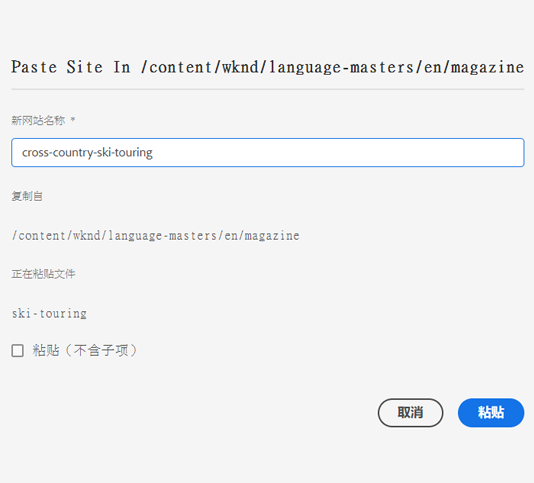 Paste Site In /content/wknd/language-masters/en/magazine
新网站名称 *
cross-country-ski-touring
复制自
/content/wknd/language-masters/en/magazine
正在粘贴文件
ski-touring
粘贴（不含子项）
取消 粘贴